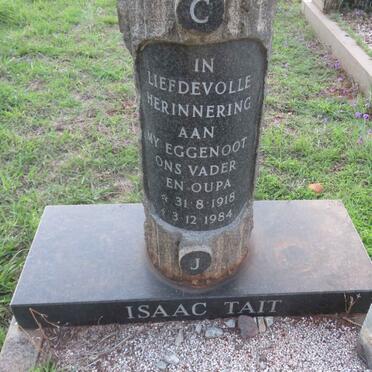 C
IN
LIEFDEVOLLE
HERINNERING
AAN
MY EGGENOOT
ONS VADER
EN OUPA
* 31·8·1918
† 3·12·1984
J
ISAAC TAIT